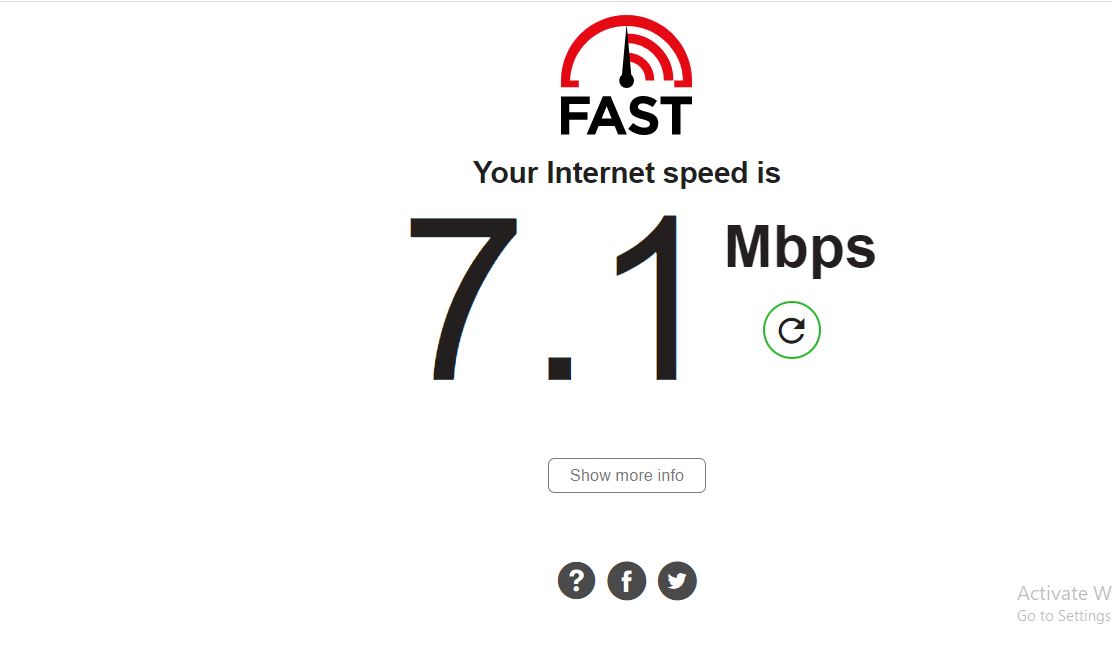 FAST
Your Internet speed is
7.1 Mbps
Show more info
?
f
Activate W
Go to Settings